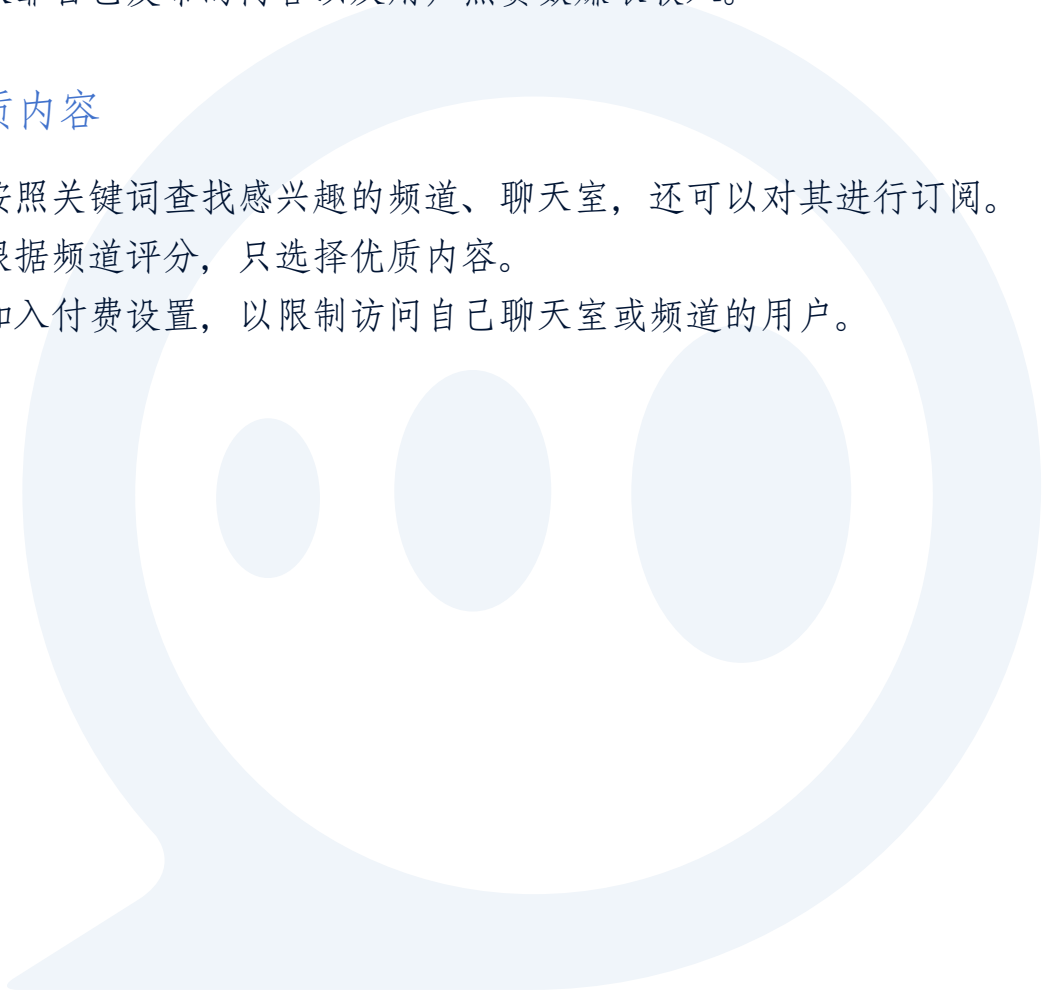 质内容
按照关键词查找感兴趣的频道、聊天室，还可以对其进行订阅。
根据频道评分，只选择优质内容。
加入付费设置，以限制访问自己聊天室或频道的用户。